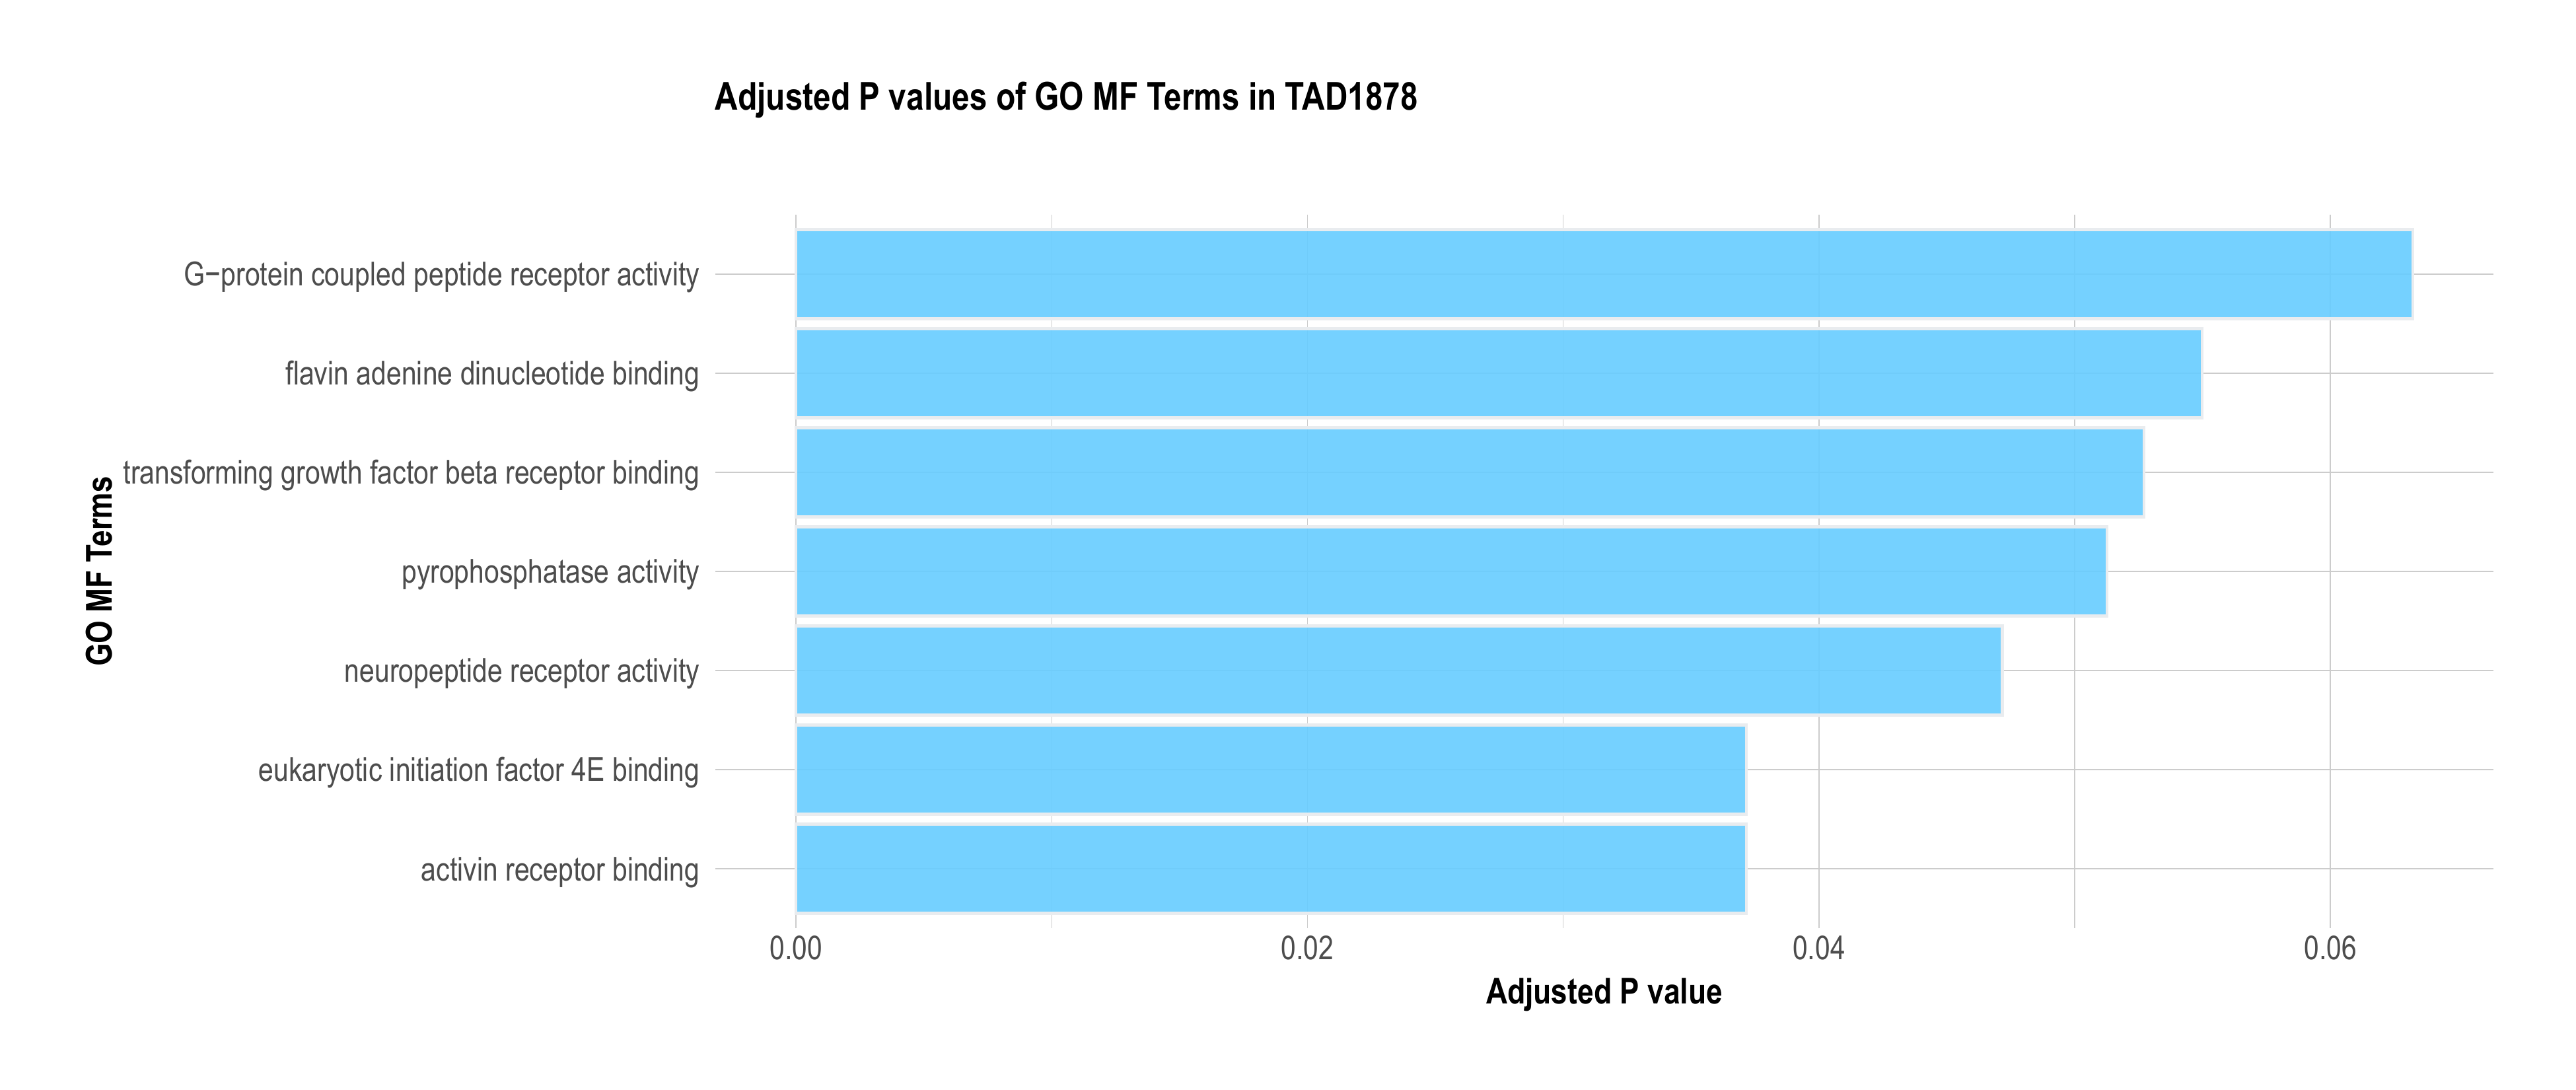 Adjusted P values of GO MF Terms in TAD1878
G−protein coupled peptide receptor activity
flavin adenine dinucleotide binding
transforming growth factor beta receptor binding
pyrophosphatase activity
neuropeptide receptor activity
eukaryotic initiation factor 4E binding
activin receptor binding
GO MF Terms
0.00 0.02 0.04 0.06
Adjusted P value